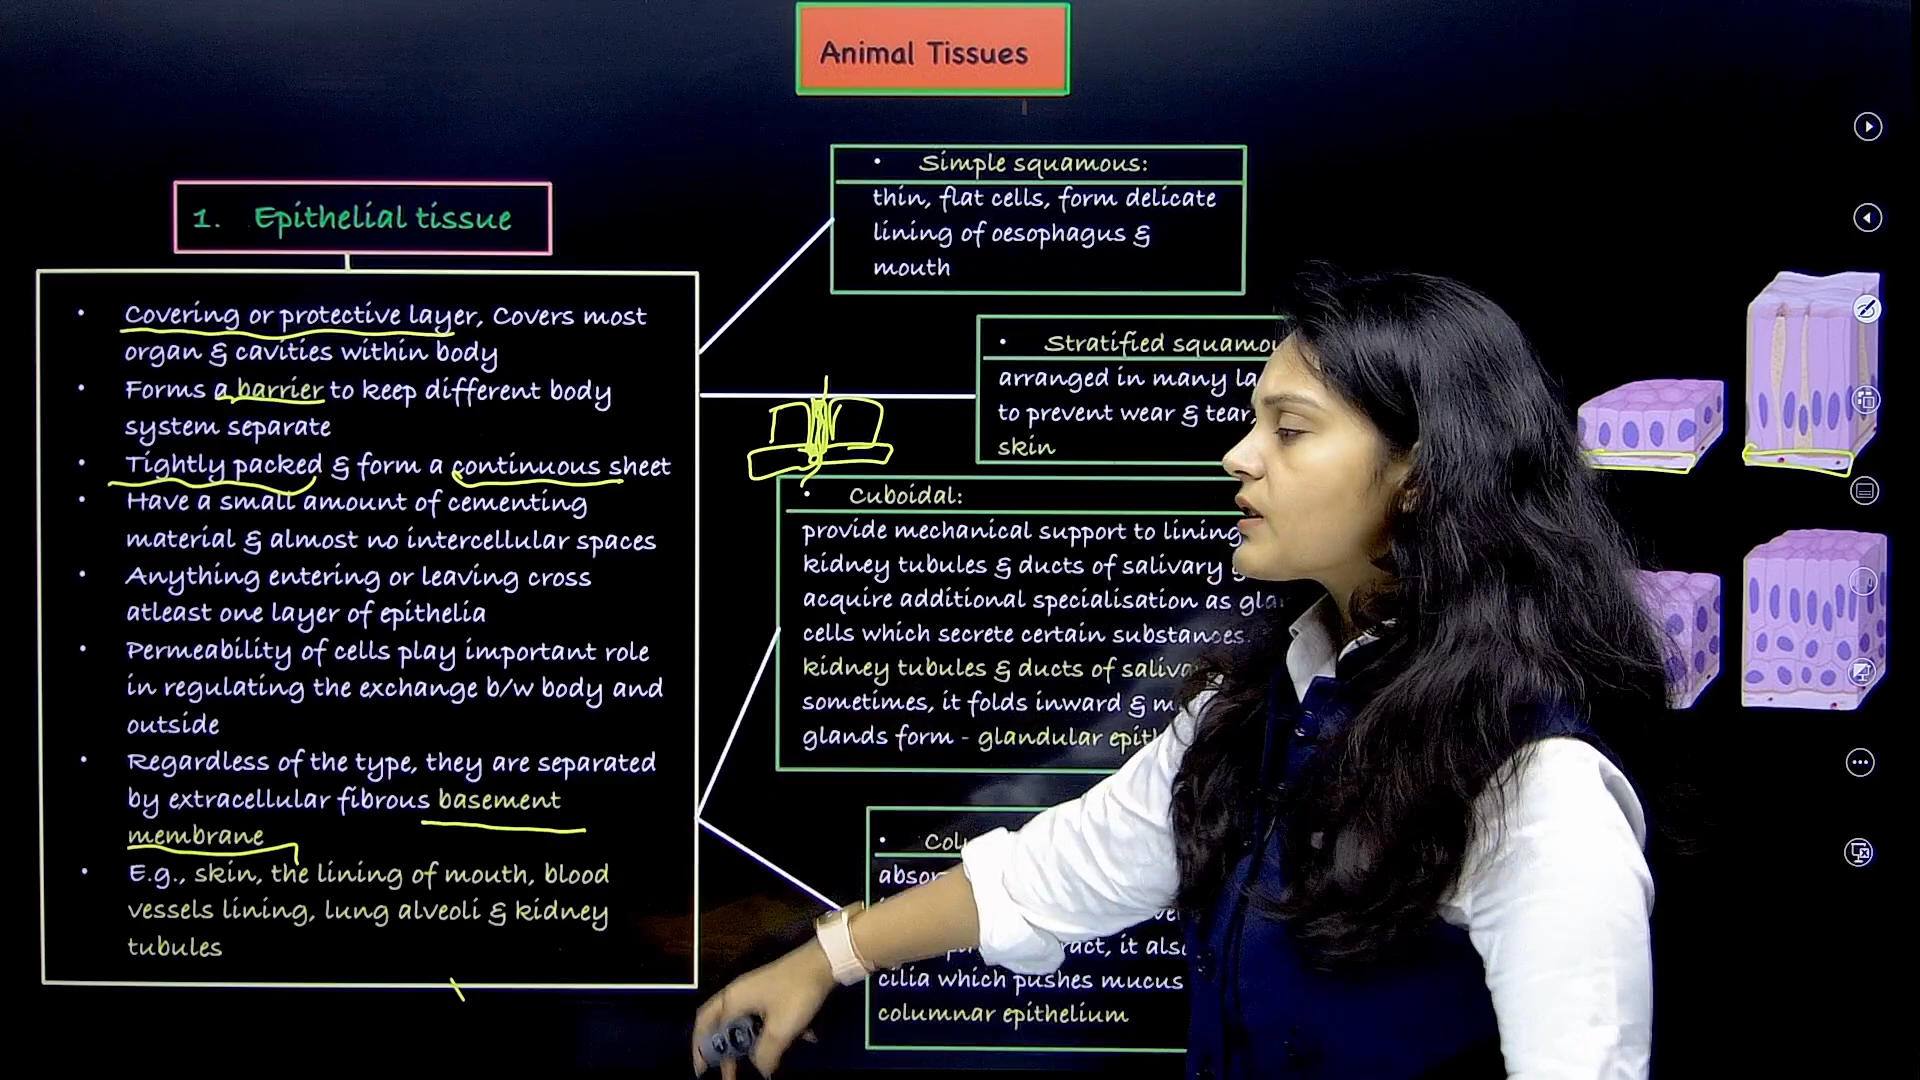 Animal Tissues
1. Epithelial tissue
• Covering or protective layer, Covers most
organ & cavities within body
• Forms a barrier to keep different body
system separate
• Tightly packed & form a continuous sheet
• Have a small amount of cementing
material & almost no intercellular spaces
• Anything entering or leaving cross
atleast one layer of epithelia
• Permeability of cells play important role
in regulating the exchange b/w body and
outside
• Regardless of the type, they are separated
by extracellular fibrous basement
membrane
• E.g., skin, the lining of mouth, blood
vessels lining, lung alveoli & kidney
tubules
• Simple squamous:
thin, flat cells, form delicate
lining of oesophagus &
mouth
• Stratified
arranged in many
to prevent wear & tear,
skin
• Cuboidal:
provide mechanical support to lining
kidney tubules & ducts of salivary
acquire additional specialisation as
cells which secrete certain substances.
kidney tubules & ducts of
sometimes, it folds inward &
glands form - glandular
•
it
cilia which pushes mucus
columnar epithelium